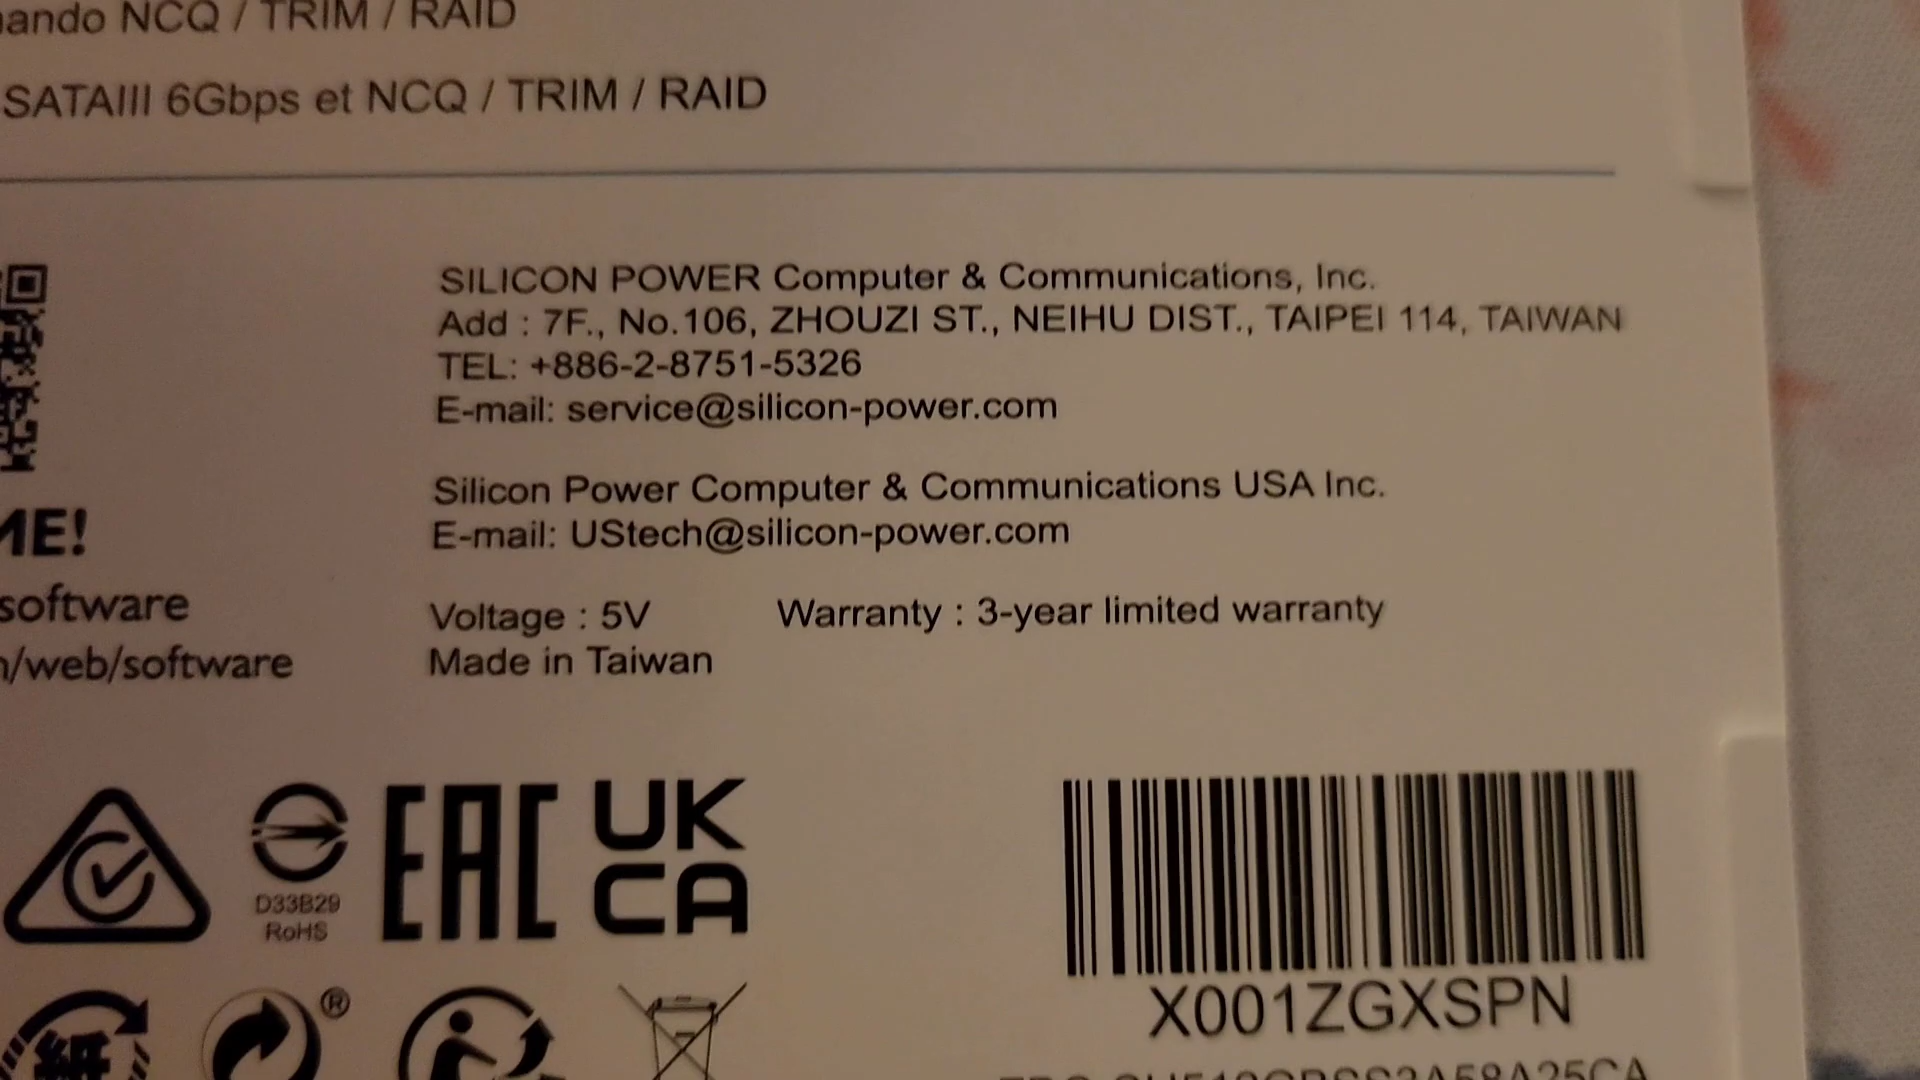 NCQ / TRIM / RAID
SATAIII 6Gbps et NCQ / TRIM / RAID
SILICON POWER Computer & Communications, Inc.
Add : 7F., No.106, ZHOUZI ST., NEIHU DIST., TAIPEI 114, TAIWAN
TEL: +886-2-8751-5326
E-mail: service@silicon-power.com
Silicon Power Computer & Communications USA Inc.
E-mail: UStech@silicon-power.com
ME!
software
/web/software
Voltage : 5V Warranty : 3-year limited warranty
Made in Taiwan
D33B29
RoHS
EAC
UK
CA
X001ZGXSPN
紙
®